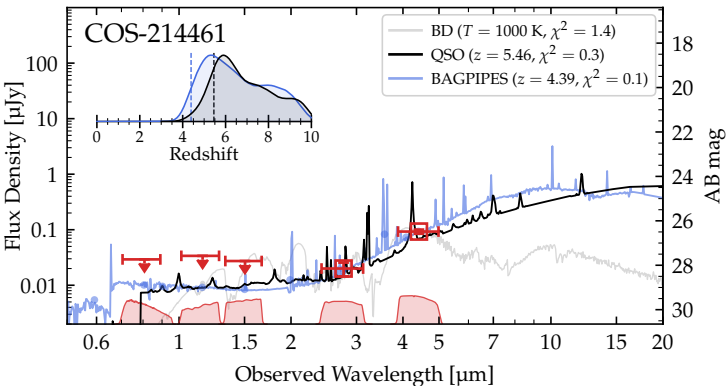 COS-214461
BD (T = 1000 K, χ² = 1.4)
QSO (z = 5.46, χ² = 0.3)
BAGPIPES (z = 4.39, χ² = 0.1)
0 2 4 6 8 10
Redshift
100
10
1
0.1
0.01
Flux Density [μJy]
18
20
22
24
26
28
30
AB mag
0.6 1 1.5 2 3 4 5 7 10 15 20
Observed Wavelength [μm]